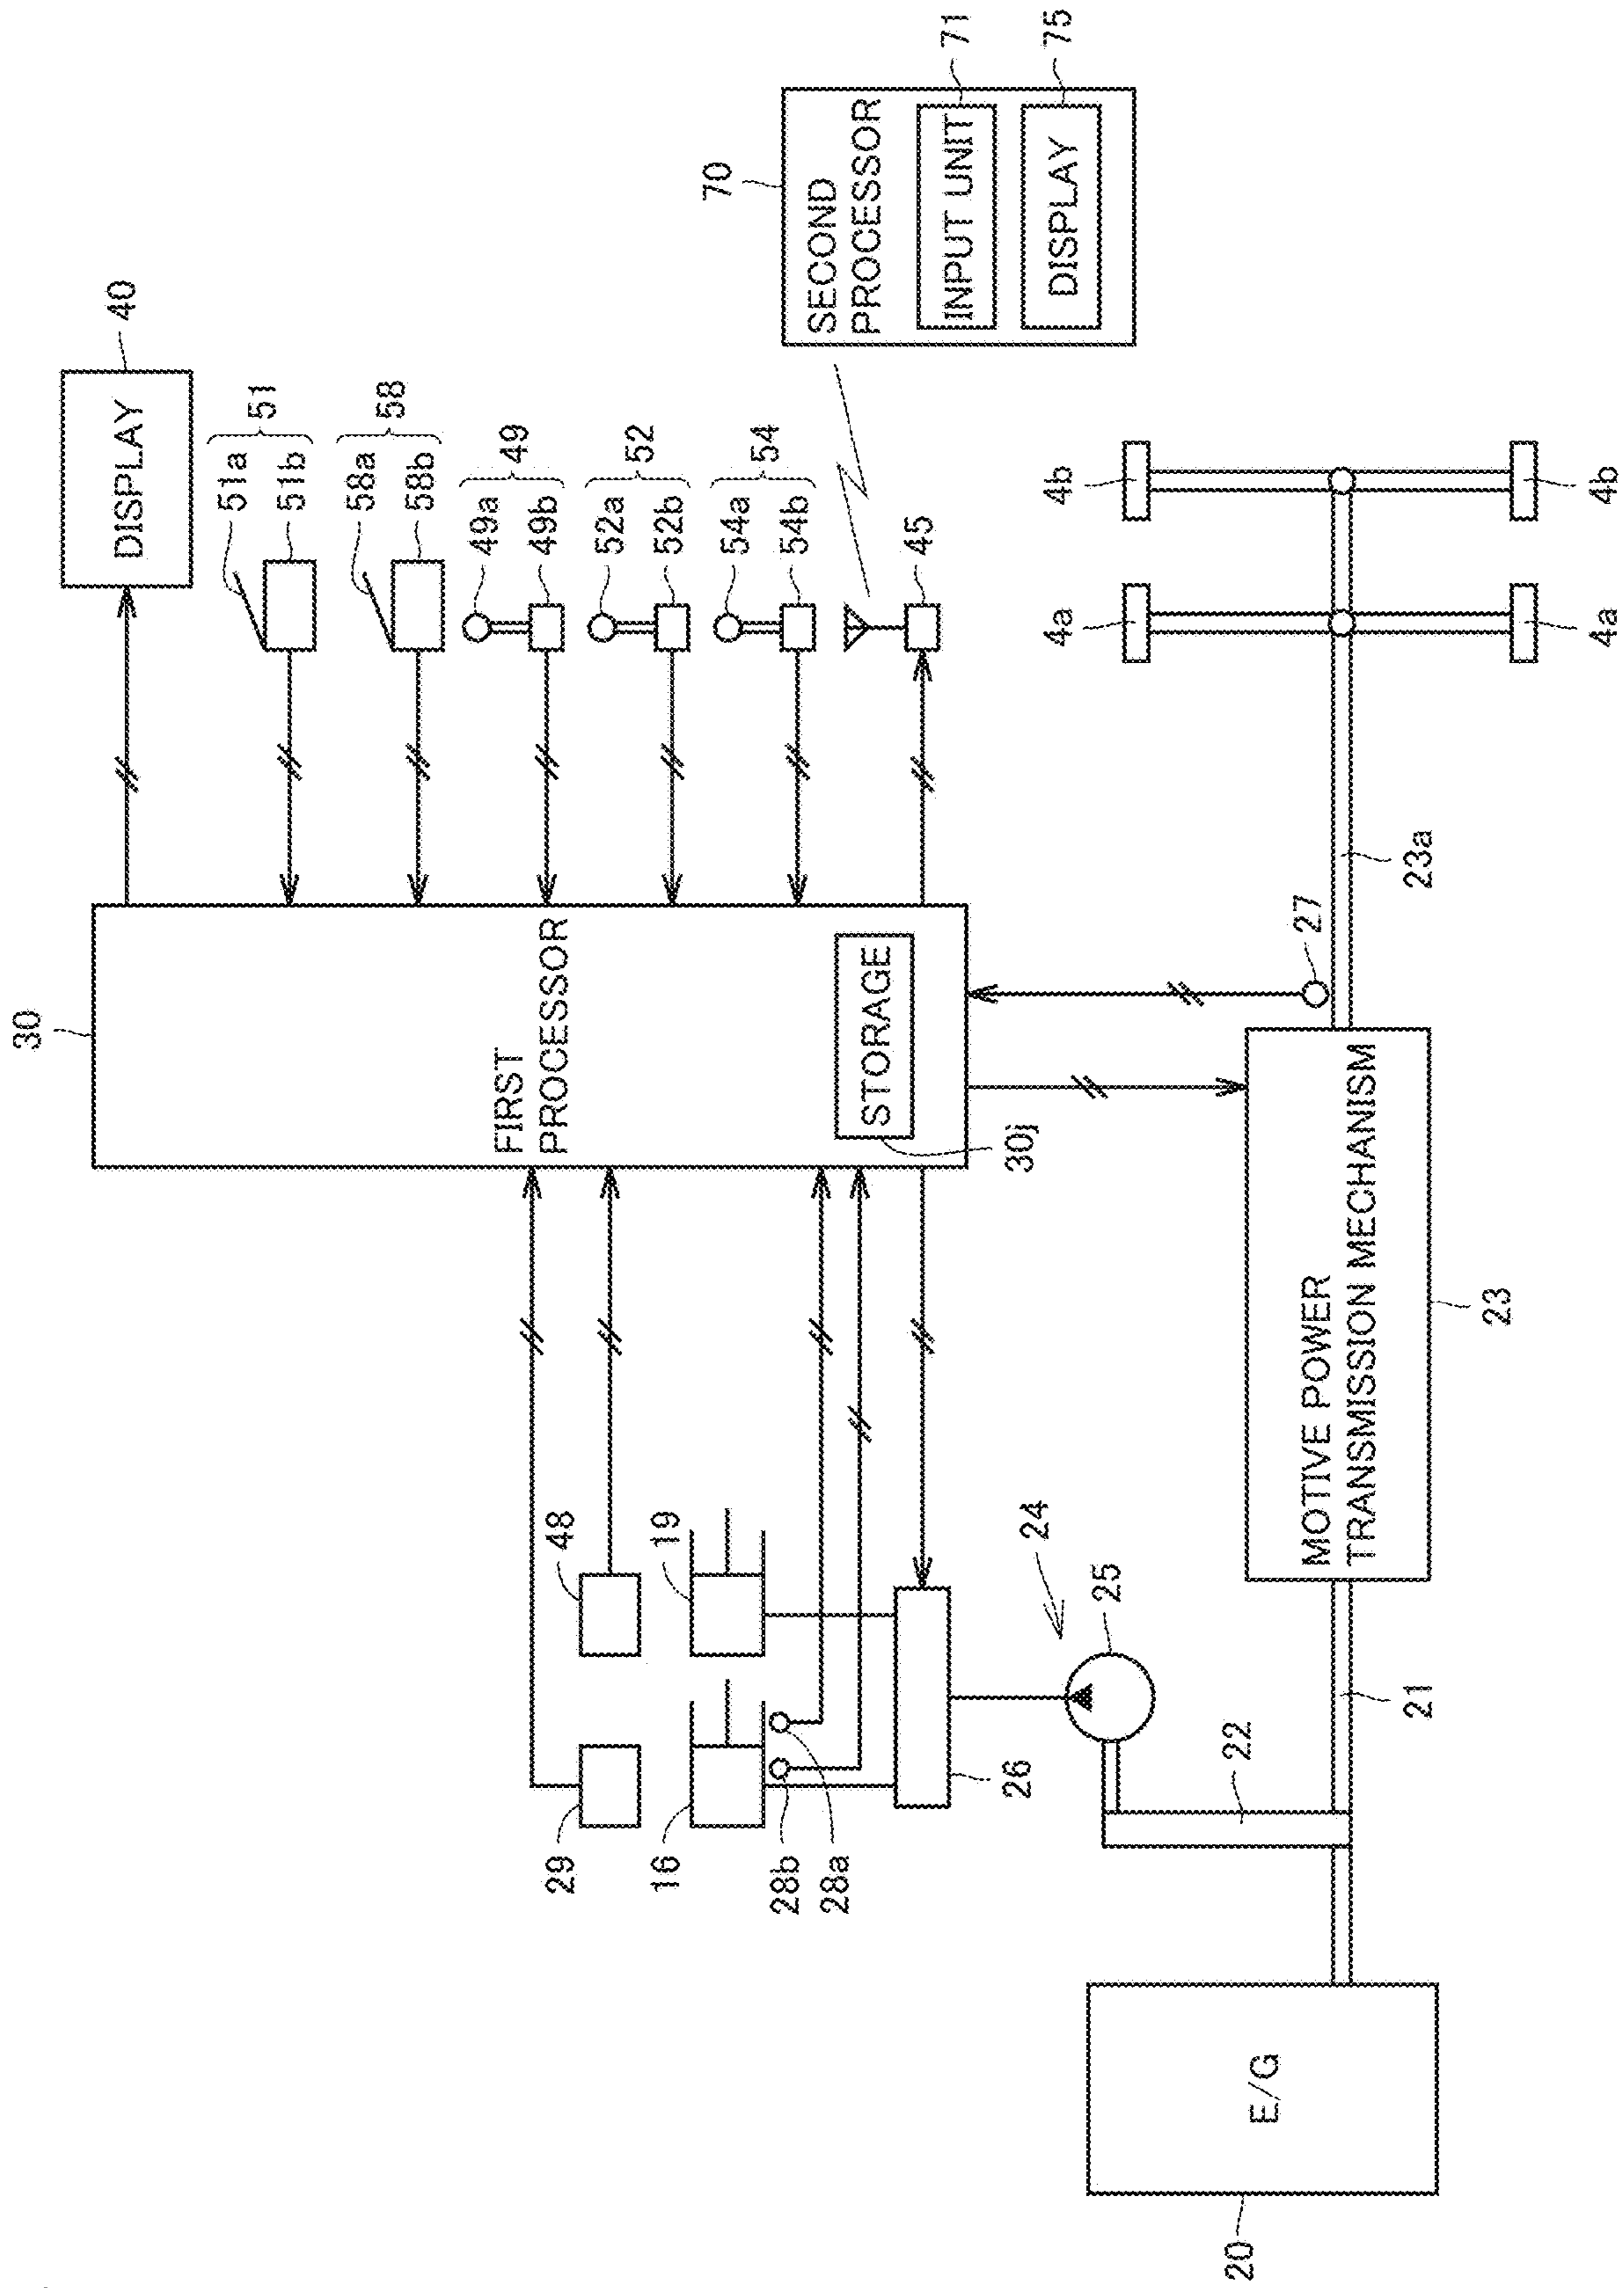 30
FIRST
PROCESSOR
STORAGE
30j
40
DISPLAY
51a
51b
51
58a
58b
58
49a
49b
49
52a
52b
52
54a
54b
54
45
70
SECOND
PROCESSOR
INPUT UNIT
71
DISPLAY
75
29
48
16
19
28b
28a
26
24
25
22
21
20
E/G
MOTIVE POWER
TRANSMISSION MECHANISM
23
27
23a
4a
4b
4a
4b